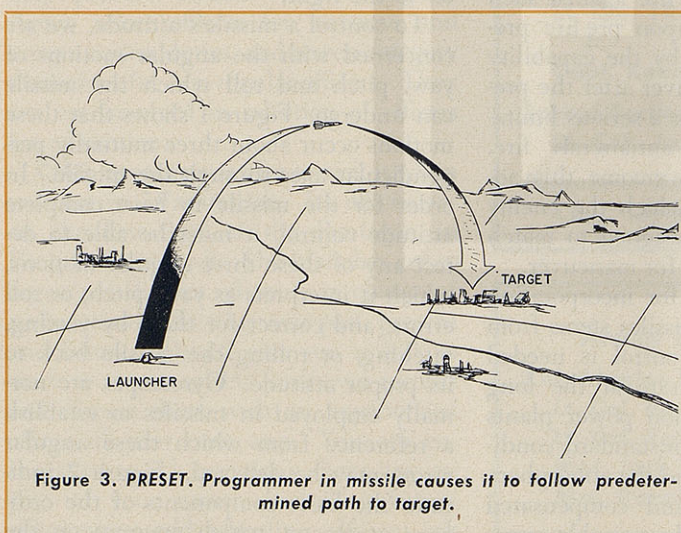 TARGET
LAUNCHER
Figure 3. PRESET. Programmer in missile causes it to follow predeter-
mined path to target.